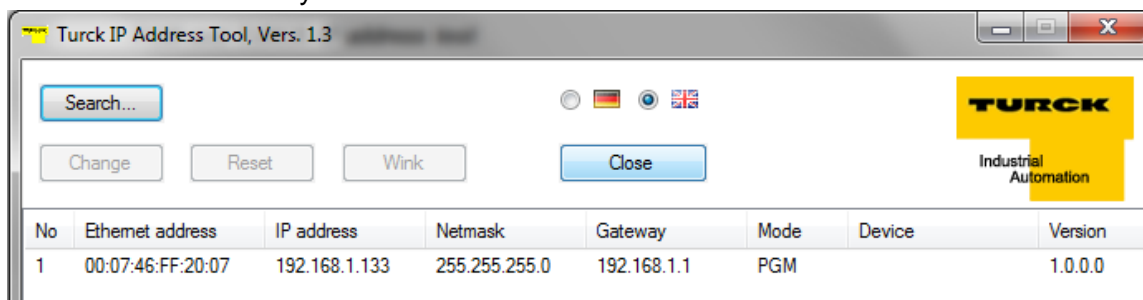 Turck IP Address Tool, Vers. 1.3
Search...
TURCK
Change Reset Wink Close
Industrial
Automation
No Ethernet address IP address Netmask Gateway Mode Device Version
1 00:07:46:FF:20:07 192.168.1.133 255.255.255.0 192.168.1.1 PGM 1.0.0.0